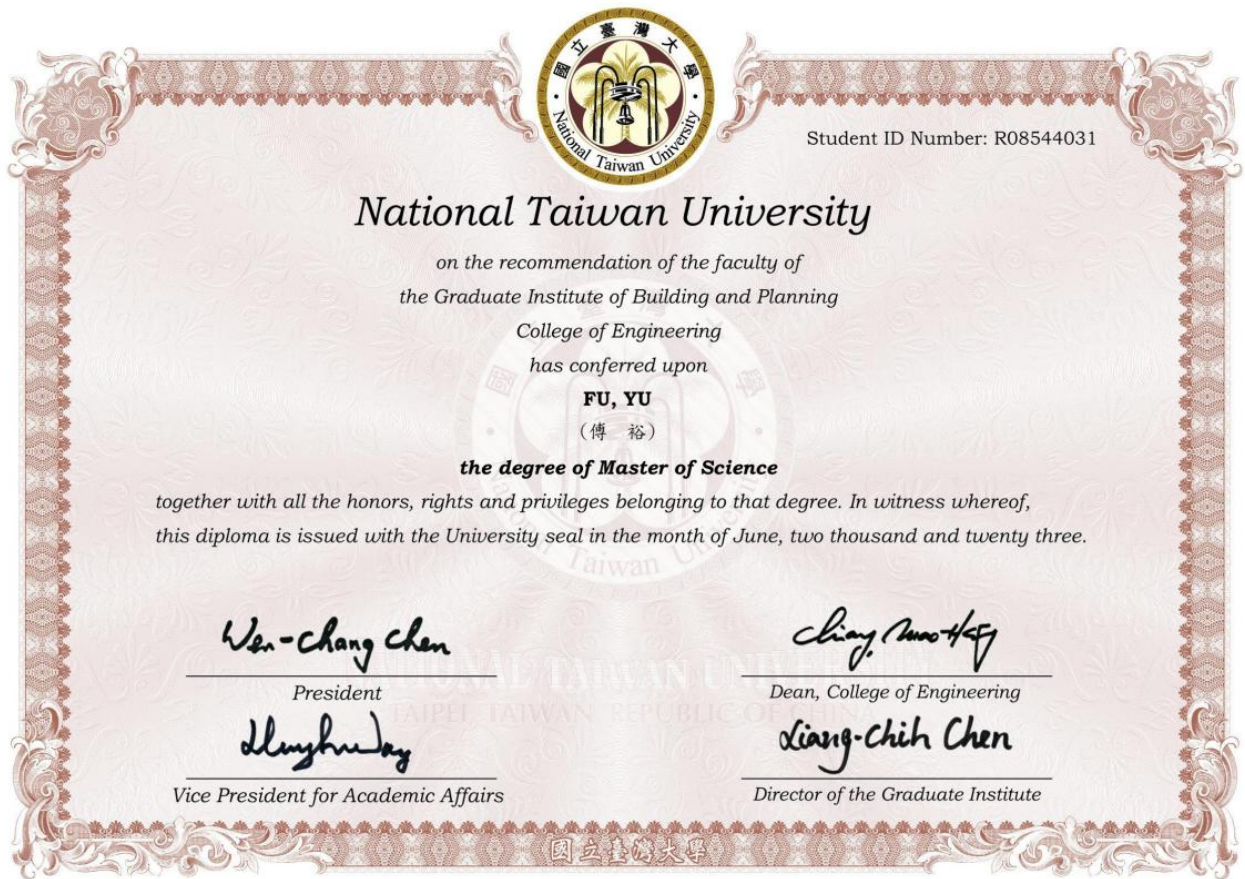 國立臺灣大學
National Taiwan University
Student ID Number: R08544031
National Taiwan University
on the recommendation of the faculty of
the Graduate Institute of Building and Planning
College of Engineering
has conferred upon
FU, YU
(傅 裕)
the degree of Master of Science
together with all the honors, rights and privileges belonging to that degree. In witness whereof,
this diploma is issued with the University seal in the month of June, two thousand and twenty three.
NATIONAL TAIWAN UNIVERSITY
TAIPEI TAIWAN REPUBLIC OF CHINA
Wen-Chang Chen
President
Dean, College of Engineering
Liang-Chih Chen
Vice President for Academic Affairs
Director of the Graduate Institute
國立臺灣大學